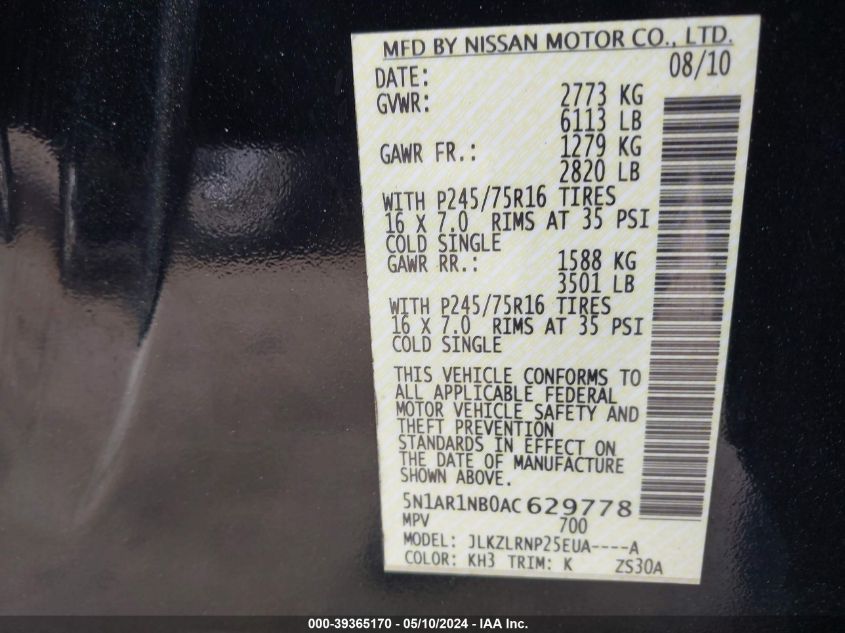 MFD BY NISSAN MOTOR CO., LTD.
DATE: 08/10
GVWR: 2773 KG
6113 LB
GAWR FR.: 1279 KG
2820 LB
WITH P245/75R16 TIRES
16 X 7.0 RIMS AT 35 PSI
COLD SINGLE
GAWR RR.: 1588 KG
3501 LB
WITH P245/75R16 TIRES
16 X 7.0 RIMS AT 35 PSI
COLD SINGLE
THIS VEHICLE CONFORMS TO
ALL APPLICABLE FEDERAL
MOTOR VEHICLE SAFETY AND
THEFT PREVENTION
STANDARDS IN EFFECT ON
THE DATE OF MANUFACTURE
SHOWN ABOVE.
5N1AR1NB0AC 629778
MPV 700
MODEL: JLKZLRNP25EUA----A
COLOR: KH3 TRIM: K ZS30A
000-39365170 - 05/10/2024 - IAA Inc.